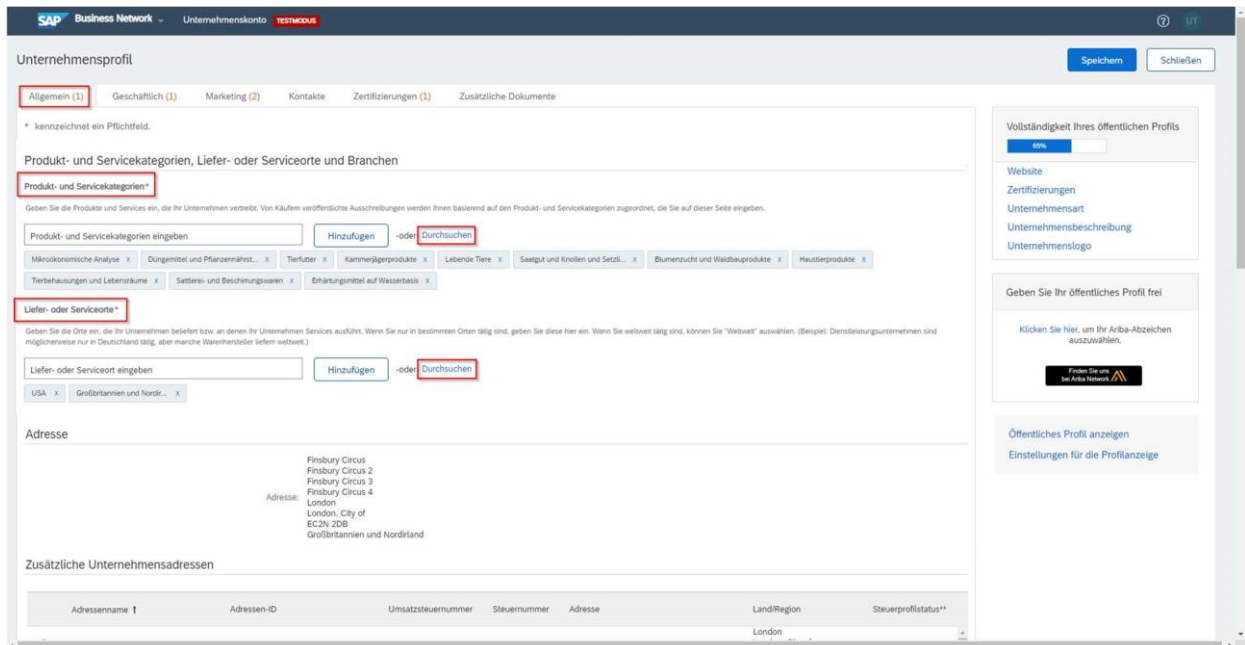 SAP Business Network Unternehmenskonto TESTMODUS UT
Unternehmensprofil Speichern Schließen
Allgemein (1) Geschäftlich (1) Marketing (2) Kontakte Zertifizierungen (1) Zusätzliche Dokumente
* kennzeichnet ein Pflichtfeld.
Produkt- und Servicekategorien, Liefer- oder Serviceorte und Branchen
Produkt- und Servicekategorien*
Geben Sie die Produkte und Services ein, die Ihr Unternehmen vertreibt. Von Käufern veröffentlichte Ausschreibungen werden Ihnen basierend auf den Produkt- und Servicekategorien zugeordnet, die Sie auf dieser Seite eingeben.
Produkt- und Servicekategorien eingeben Hinzufügen -oder- Durchsuchen
Mikroökonomische Analyse X Düngemittel und Pflanzennährst... X Tierfutter X Kammerjägerprodukte X Lebende Tiere X Saatgut und Knollen und Setzli... X Blumenzucht und Waldbauprodukte X Haustierprodukte X
Tierbehausungen und Lebensräume X Sattlerei- und Beschirrungswaren X Erhärtungsmittel auf Wasserbasis X
Liefer- oder Serviceorte*
Geben Sie die Orte ein, die Ihr Unternehmen beliefert bzw. an denen Ihr Unternehmen Services ausführt. Wenn Sie nur in bestimmten Orten tätig sind, geben Sie diese hier ein. Wenn Sie weltweit tätig sind, können Sie "Weltweit" auswählen. (Beispiel: Dienstleistungsunternehmen sind
möglicherweise nur in Deutschland tätig, aber manche Warenhersteller liefern weltweit.)
Liefer- oder Serviceort eingeben Hinzufügen -oder- Durchsuchen
USA X Großbritannien und Nordir... X
Adresse
Adresse:
Finsbury Circus
Finsbury Circus 2
Finsbury Circus 3
Finsbury Circus 4
London
London, City of
EC2N 2DB
Großbritannien und Nordirland
Zusätzliche Unternehmensadressen
Adressenname ↑ Adressen-ID Umsatzsteuernummer Steuernummer Adresse Land/Region Steuerprofilstatus**
London
Vollständigkeit Ihres öffentlichen Profils
65%
Website
Zertifizierungen
Unternehmensart
Unternehmensbeschreibung
Unternehmenslogo
Geben Sie Ihr öffentliches Profil frei
Klicken Sie hier, um Ihr Ariba-Abzeichen
auszuwählen.
Finden Sie uns
bei Ariba Network
Öffentliches Profil anzeigen
Einstellungen für die Profilanzeige